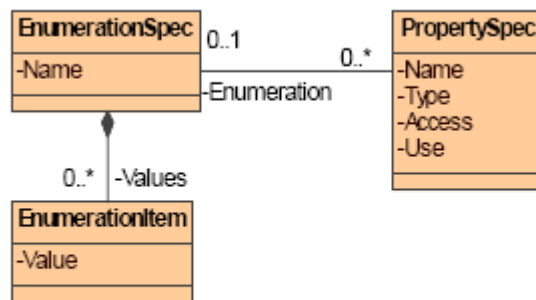 EnumerationSpec
-Name
0..1
0..*
-Enumeration
PropertySpec
-Name
-Type
-Access
-Use
0..*
-Values
EnumerationItem
-Value